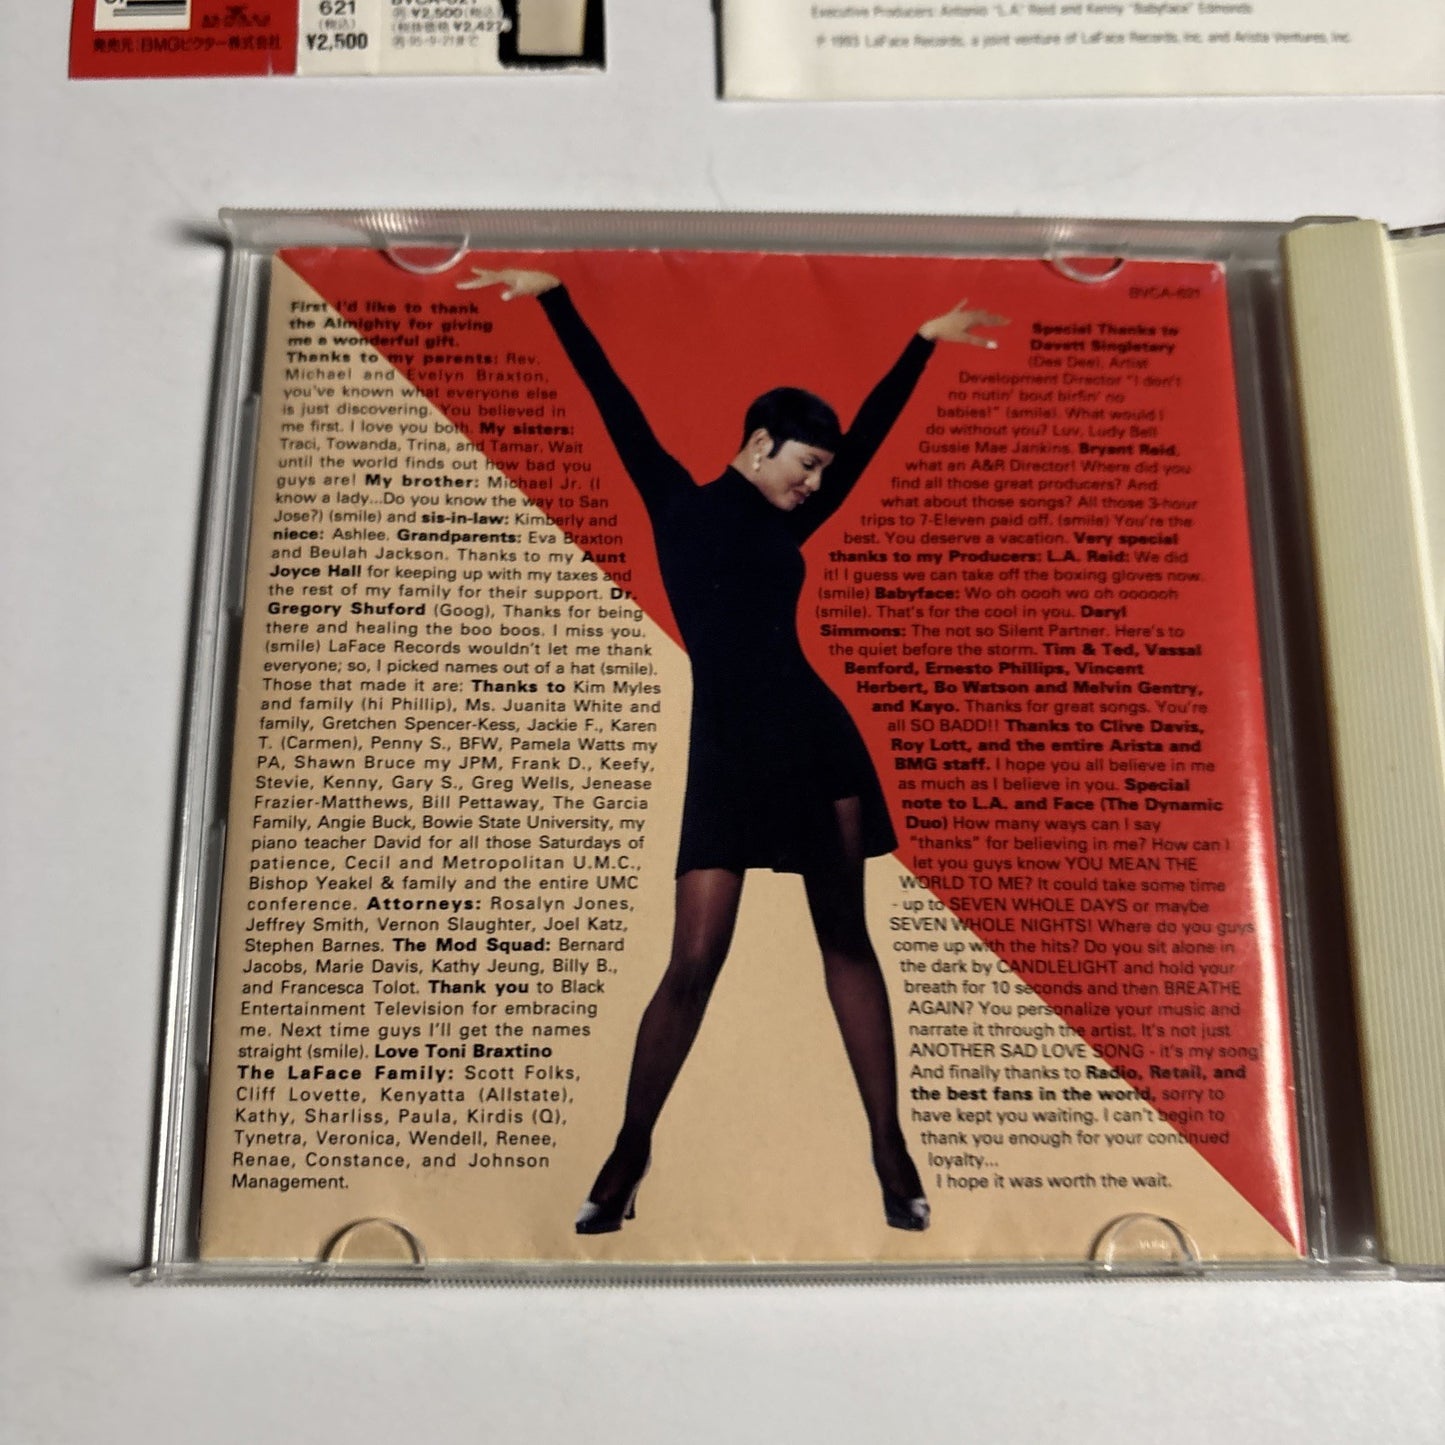 621
(税込)
¥2,500
発売元:BMGビクター株式会社
¥2,500(税込)
(税抜価格 ¥2,427)
Executive Producers: Antonio "L.A." Reid and Kenny "Babyface" Edmonds
℗ 1993 LaFace Records, a joint venture of LaFace Records, Inc. and Arista Ventures, Inc.
First I'd like to thank
the Almighty for giving
me a wonderful gift.
Thanks to my parents: Rev.
Michael and Evelyn Braxton,
you've known what everyone else
is just discovering. You believed in
me first. I love you both. My sisters:
Traci, Towanda, Trina, and Tamar. Wait
until the world finds out how bad you
guys are! My brother: Michael Jr. (I
know a lady...Do you know the way to San
Jose?) (smile) and sis-in-law: Kimberly and
niece: Ashlee. Grandparents: Eva Braxton
and Beulah Jackson. Thanks to my Aunt
Joyce Hall for keeping up with my taxes and
the rest of my family for their support. Dr.
Gregory Shuford (Goog), Thanks for being
there and healing the boo boos. I miss you.
(smile) LaFace Records wouldn't let me thank
everyone; so, I picked names out of a hat (smile).
Those that made it are: Thanks to Kim Myles
and family (hi Phillip), Ms. Juanita White and
family, Gretchen Spencer-Kess, Jackie F., Karen
T. (Carmen), Penny S., BFW, Pamela Watts my
PA, Shawn Bruce my JPM, Frank D., Keefy,
Stevie, Kenny, Gary S., Greg Wells, Jenease
Frazier-Matthews, Bill Pettaway, The Garcia
Family, Angie Buck, Bowie State University, my
piano teacher David for all those Saturdays of
patience, Cecil and Metropolitan U.M.C.,
Bishop Yeakel & family and the entire UMC
conference. Attorneys: Rosalyn Jones,
Jeffrey Smith, Vernon Slaughter, Joel Katz,
Stephen Barnes. The Mod Squad: Bernard
Jacobs, Marie Davis, Kathy Jeung, Billy B.,
and Francesca Tolot. Thank you to Black
Entertainment Television for embracing
me. Next time guys I'll get the names
straight (smile). Love Toni Braxtino
The LaFace Family: Scott Folks,
Cliff Lovette, Kenyatta (Allstate),
Kathy, Sharliss, Paula, Kirdis (Q),
Tynetra, Veronica, Wendell, Renee,
Renae, Constance, and Johnson
Management.
BVCA-621
Special Thanks to
Davett Singletary
(Dee Dee), Artist
Development Director "I don't
no nutin' bout birfin' no
babies!" (smile). What would I
do without you? Luv, Ludy Bell
Gussie Mae Jankins. Bryant Reid,
what an A&R Director! Where did you
find all those great producers? And
what about those songs? All those 3-hour
trips to 7-Eleven paid off. (smile) You're the
best. You deserve a vacation. Very special
thanks to my Producers: L.A. Reid: We did
it! I guess we can take off the boxing gloves now.
(smile) Babyface: Wo oh oooh wo oh oooooh
(smile). That's for the cool in you. Daryl
Simmons: The not so Silent Partner. Here's to
the quiet before the storm. Tim & Ted, Vassal
Benford, Ernesto Phillips, Vincent
Herbert, Bo Watson and Melvin Gentry,
and Kayo. Thanks for great songs. You're
all SO BADD!! Thanks to Clive Davis,
Roy Lott, and the entire Arista and
BMG staff. I hope you all believe in me
as much as I believe in you. Special
note to L.A. and Face (The Dynamic
Duo) How many ways can I say
"thanks" for believing in me? How can I
let you guys know YOU MEAN THE
WORLD TO ME? It could take some time
- up to SEVEN WHOLE DAYS or maybe
SEVEN WHOLE NIGHTS! Where do you guys
come up with the hits? Do you sit alone in
the dark by CANDLELIGHT and hold your
breath for 10 seconds and then BREATHE
AGAIN? You personalize your music and
narrate it through the artist. It's not just
ANOTHER SAD LOVE SONG - it's my song!
And finally thanks to Radio, Retail, and
the best fans in the world, sorry to
have kept you waiting. I can't begin to
thank you enough for your continued
loyalty...
I hope it was worth the wait.